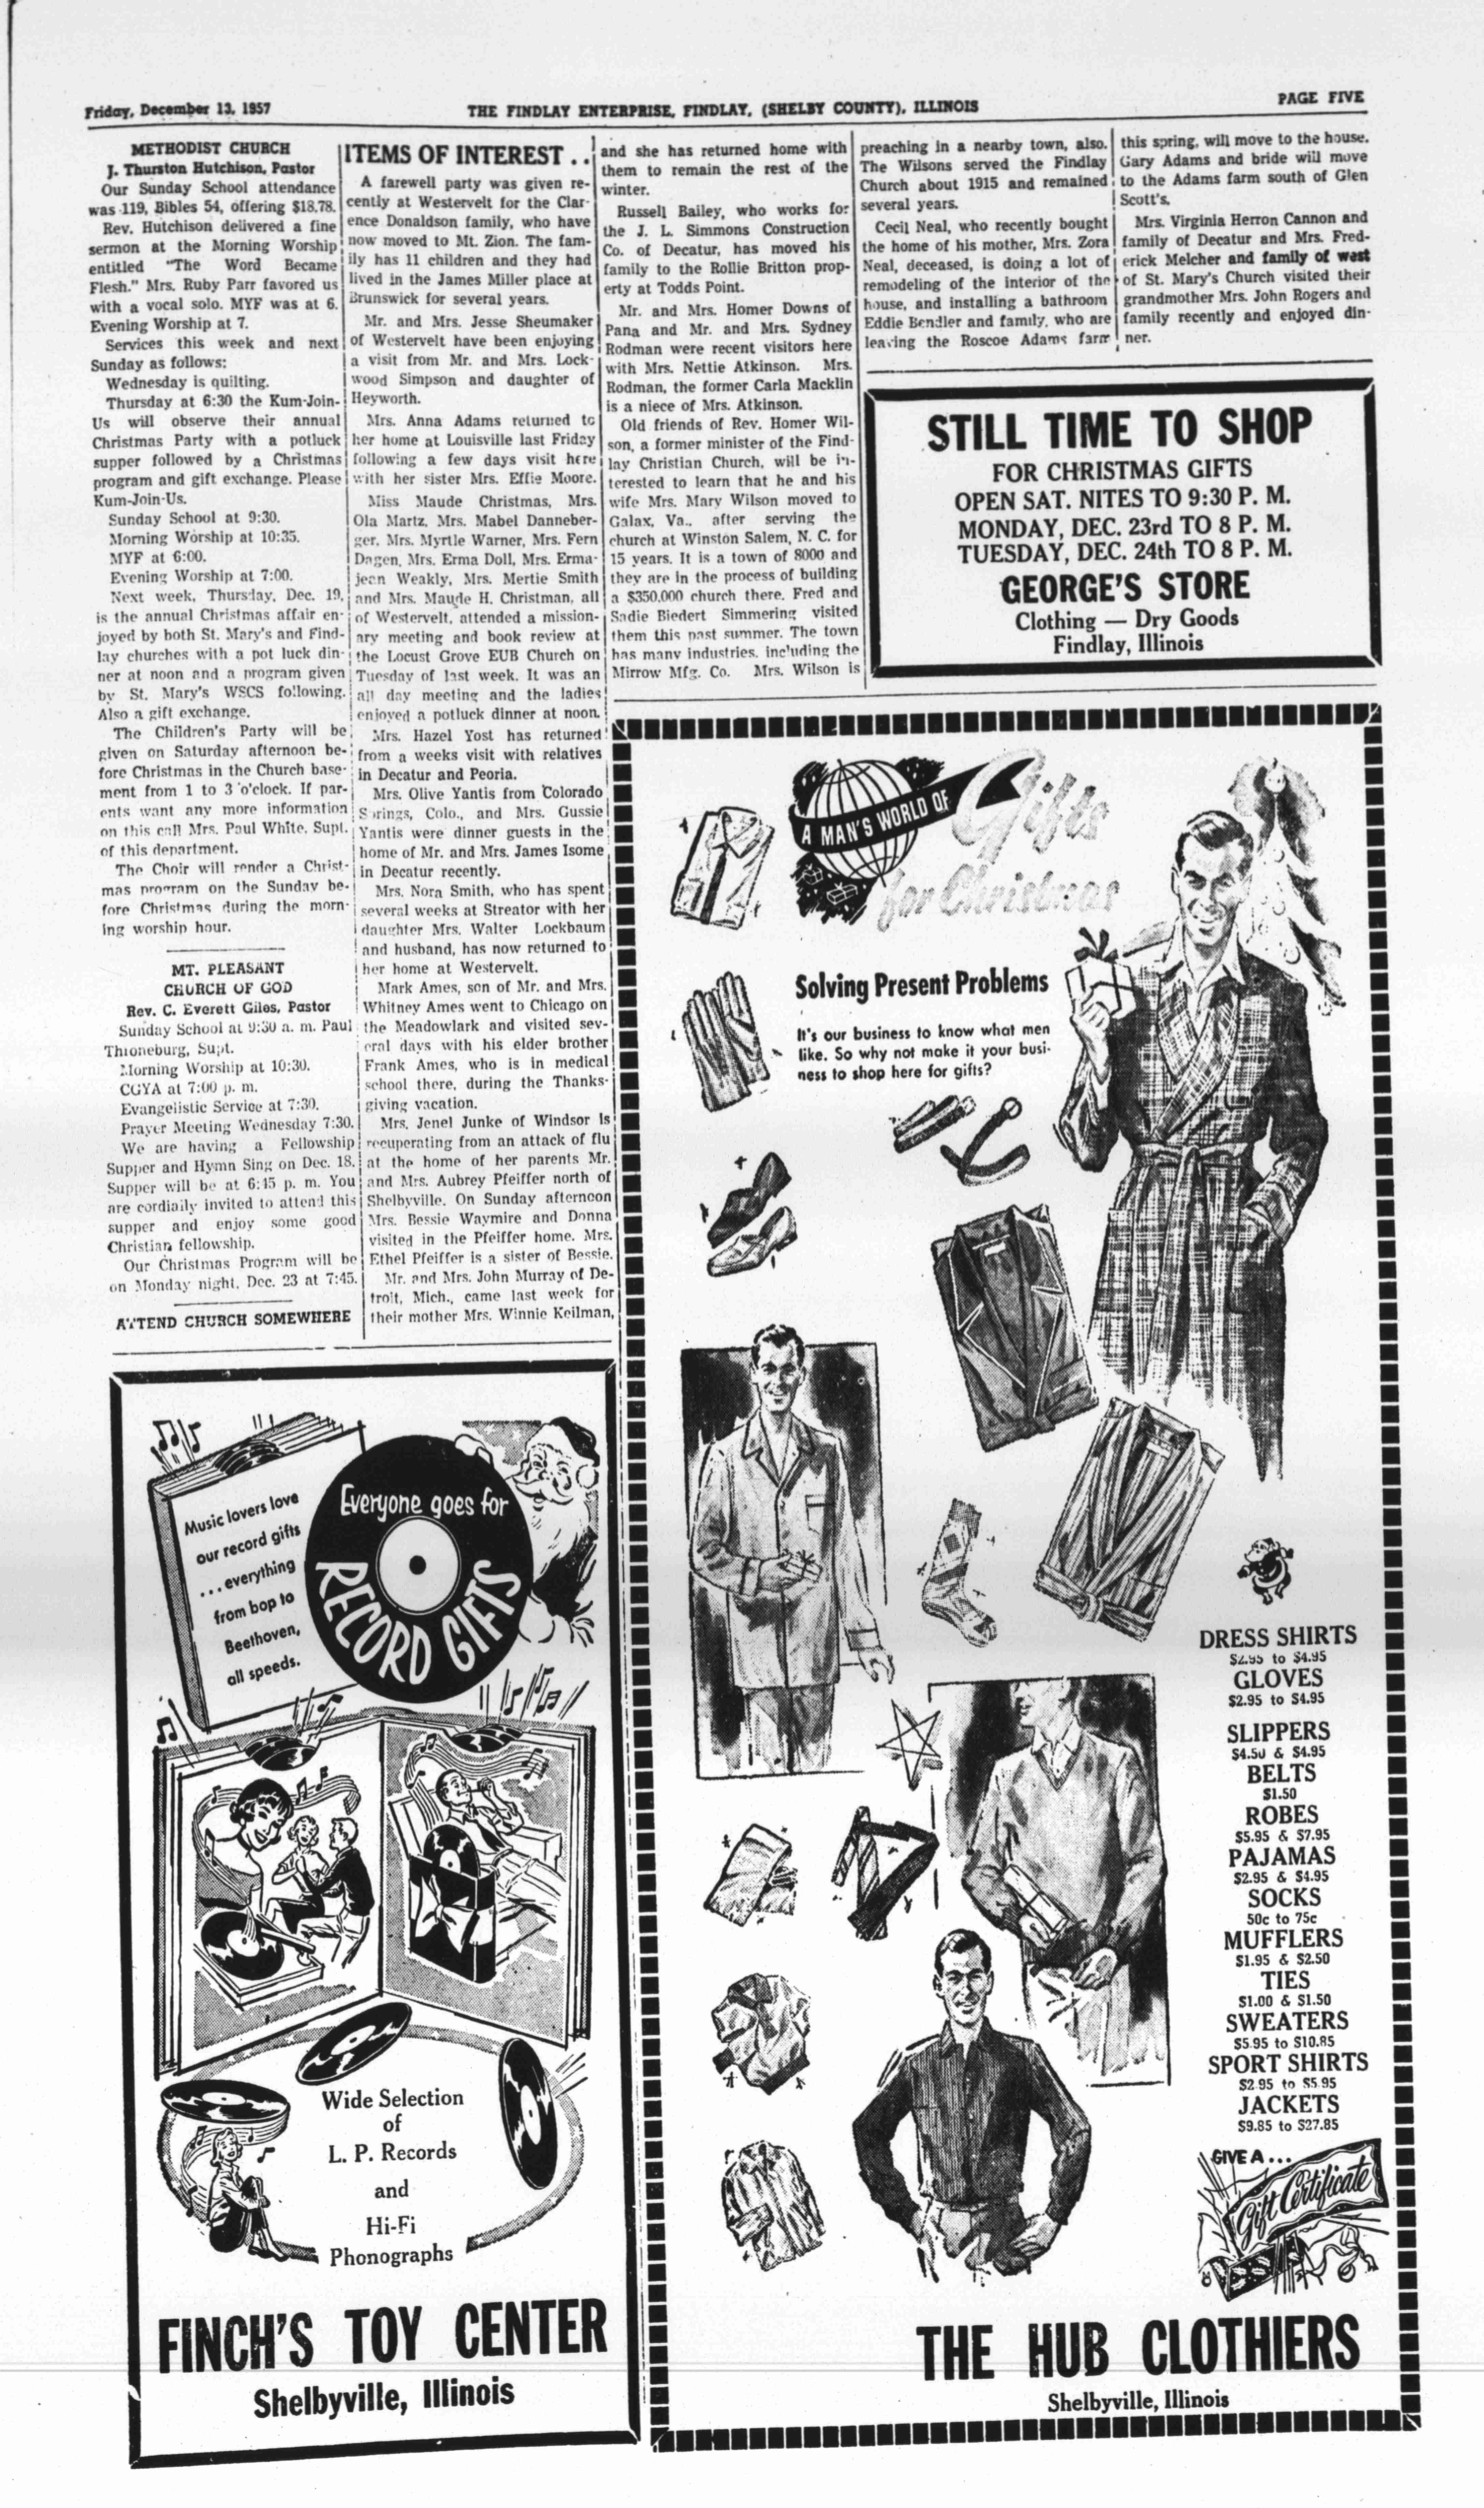 Friday, December 13, 1957
THE FINDLAY ENTERPRISE, FINDLAY, (SHELBY COUNTY), ILLINOIS
PAGE FIVE
METHODIST CHURCH
J. Thurston Hutchison, Pastor
Our Sunday School attendance
was 119, Bibles 54, offering $18.78.
Rev. Hutchison delivered a fine
sermon at the Morning Worship
entitled "The Word Became
Flesh." Mrs. Ruby Parr favored us
with a vocal solo. MYF was at 6.
Evening Worship at 7.
Services this week and next
Sunday as follows:
Wednesday is quilting.
Thursday at 6:30 the Kum-Join-
Us will observe their annual
Christmas Party with a potluck
supper followed by a Christmas
program and gift exchange. Please
Kum-Join-Us.
Sunday School at 9:30.
Morning Worship at 10:35.
MYF at 6:00.
Evening Worship at 7:00.
Next week, Thursday, Dec. 19,
is the annual Christmas affair en-
joyed by both St. Mary's and Find-
lay churches with a pot luck din-
ner at noon and a program given
by St. Mary's WSCS following.
Also a gift exchange.
The Children's Party will be
given on Saturday afternoon be-
fore Christmas in the Church base-
ment from 1 to 3 o'clock. If par-
ents want any more information
on this call Mrs. Paul White, Supt.
of this department.
The Choir will render a Christ-
mas program on the Sunday be-
fore Christmas during the morn-
ing worship hour.
MT. PLEASANT
CHURCH OF GOD
Rev. C. Everett Giles, Pastor
Sunday School at 9:30 a. m. Paul
Thioneburg, Supt.
Morning Worship at 10:30.
CGYA at 7:00 p. m.
Evangelistic Service at 7:30.
Prayer Meeting Wednesday 7:30.
We are having a Fellowship
Supper and Hymn Sing on Dec. 18.
Supper will be at 6:45 p. m. You
are cordially invited to attend this
supper and enjoy some good
Christian fellowship.
Our Christmas Program will be
on Monday night, Dec. 23 at 7:45.
ATTEND CHURCH SOMEWHERE
ITEMS OF INTEREST . .
A farewell party was given re-
cently at Westervelt for the Clar-
ence Donaldson family, who have
now moved to Mt. Zion. The fam-
ily has 11 children and they had
lived in the James Miller place at
Brunswick for several years.
Mr. and Mrs. Jesse Sheumaker
of Westervelt have been enjoying
a visit from Mr. and Mrs. Lock-
wood Simpson and daughter of
Heyworth.
Mrs. Anna Adams returned to
her home at Louisville last Friday
following a few days visit here
with her sister Mrs. Effie Moore.
Miss Maude Christmas, Mrs.
Ola Martz, Mrs. Mabel Danneber-
ger, Mrs. Myrtle Warner, Mrs. Fern
Dagen, Mrs. Erma Doll, Mrs. Erma-
jean Weakly, Mrs. Mertie Smith
and Mrs. Maude H. Christman, all
of Westervelt, attended a mission-
ary meeting and book review at
the Locust Grove EUB Church on
Tuesday of last week. It was an
all day meeting and the ladies
enjoyed a potluck dinner at noon.
Mrs. Hazel Yost has returned
from a weeks visit with relatives
in Decatur and Peoria.
Mrs. Olive Yantis from Colorado
Springs, Colo., and Mrs. Gussie
Yantis were dinner guests in the
home of Mr. and Mrs. James Isome
in Decatur recently.
Mrs. Nora Smith, who has spent
several weeks at Streator with her
daughter Mrs. Walter Lockbaum
and husband, has now returned to
her home at Westervelt.
Mark Ames, son of Mr. and Mrs.
Whitney Ames went to Chicago on
the Meadowlark and visited sev-
eral days with his elder brother
Frank Ames, who is in medical
school there, during the Thanks-
giving vacation.
Mrs. Jenel Junke of Windsor is
recuperating from an attack of flu
at the home of her parents Mr.
and Mrs. Aubrey Pfeiffer north of
Shelbyville. On Sunday afternoon
Mrs. Bessie Waymire and Donna
visited in the Pfeiffer home. Mrs.
Ethel Pfeiffer is a sister of Bessie.
Mr. and Mrs. John Murray of De-
troit, Mich., came last week for
their mother Mrs. Winnie Keilman,
and she has returned home with
them to remain the rest of the
winter.
Russell Bailey, who works for
the J. L. Simmons Construction
Co. of Decatur, has moved his
family to the Rollie Britton prop-
erty at Todds Point.
Mr. and Mrs. Homer Downs of
Pana and Mr. and Mrs. Sydney
Rodman were recent visitors here
with Mrs. Nettie Atkinson. Mrs.
Rodman, the former Carla Macklin
is a niece of Mrs. Atkinson.
Old friends of Rev. Homer Wil-
son, a former minister of the Find-
lay Christian Church, will be in-
terested to learn that he and his
wife Mrs. Mary Wilson moved to
Galax, Va., after serving the
church at Winston Salem, N. C. for
15 years. It is a town of 8000 and
they are in the process of building
a $350,000 church there. Fred and
Sadie Biedert Simmering visited
them this past summer. The town
has many industries, including the
Mirrow Mfg. Co. Mrs. Wilson is
preaching in a nearby town, also.
The Wilsons served the Findlay
Church about 1915 and remained
several years.
Cecil Neal, who recently bought
the home of his mother, Mrs. Zora
Neal, deceased, is doing a lot of
remodeling of the interior of the
house, and installing a bathroom
Eddie Bendler and family, who are
leaving the Roscoe Adams farm
this spring, will move to the house.
Gary Adams and bride will move
to the Adams farm south of Glen
Scott's.
Mrs. Virginia Herron Cannon and
family of Decatur and Mrs. Fred-
erick Melcher and family of west
of St. Mary's Church visited their
grandmother Mrs. John Rogers and
family recently and enjoyed din-
ner.
STILL TIME TO SHOP
FOR CHRISTMAS GIFTS
OPEN SAT. NITES TO 9:30 P. M.
MONDAY, DEC. 23rd TO 8 P. M.
TUESDAY, DEC. 24th TO 8 P. M.
GEORGE'S STORE
Clothing — Dry Goods
Findlay, Illinois
Music lovers love
our record gifts
. . . everything
from bop to
Beethoven,
all speeds.
Everyone goes for
RECORD GIFTS
Wide Selection
of
L. P. Records
and
Hi-Fi
Phonographs
FINCH'S TOY CENTER
Shelbyville, Illinois
A MAN'S WORLD OF
Gifts
for Christmas
Solving Present Problems
It's our business to know what men
like. So why not make it your busi-
ness to shop here for gifts?
DRESS SHIRTS
$2.95 to $4.95
GLOVES
$2.95 to $4.95
SLIPPERS
$4.50 & $4.95
BELTS
$1.50
ROBES
$5.95 & $7.95
PAJAMAS
$2.95 & $4.95
SOCKS
50c to 75c
MUFFLERS
$1.95 & $2.50
TIES
$1.00 & $1.50
SWEATERS
$5.95 to $10.85
SPORT SHIRTS
$2.95 to $5.95
JACKETS
$9.85 to $27.85
GIVE A . . .
Gift Certificate
THE HUB CLOTHIERS
Shelbyville, Illinois